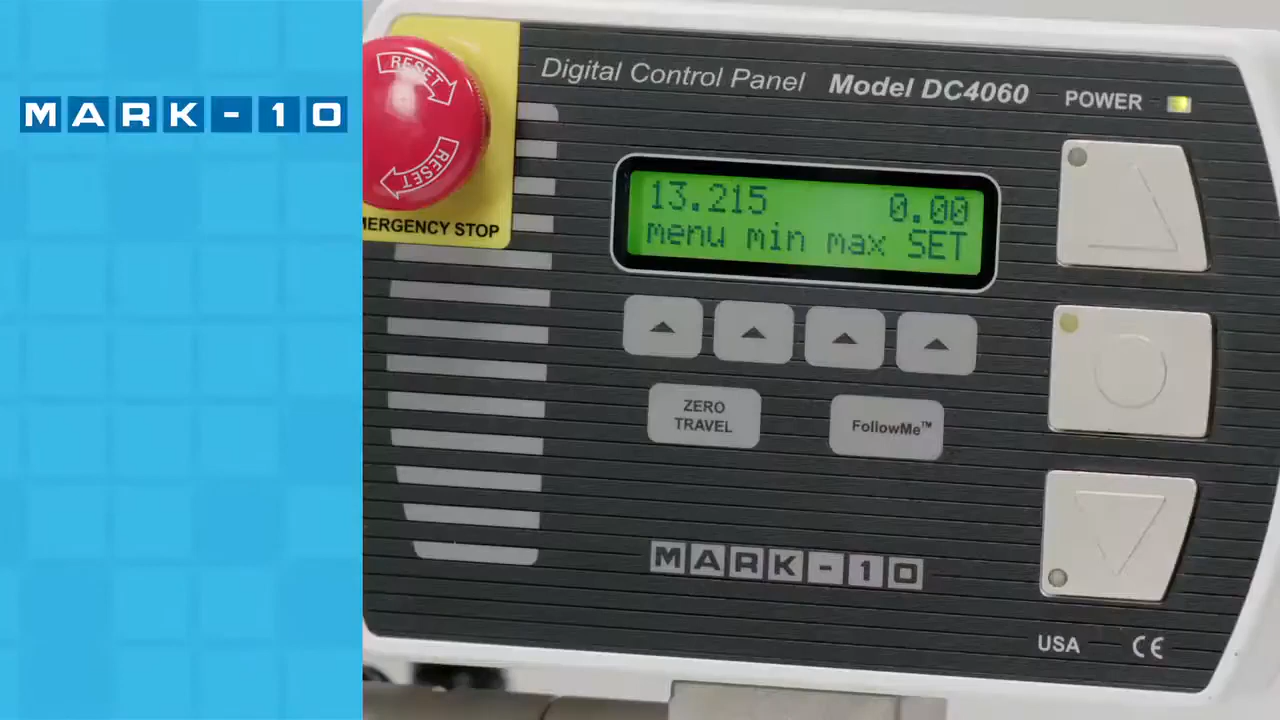 MARK-10
RESET
RESET
MERGENCY STOP
Digital Control Panel Model DC4060
POWER
13.215 0.00
menu min max SET
ZERO
TRAVEL
FollowMe™
MARK-10
USA CE